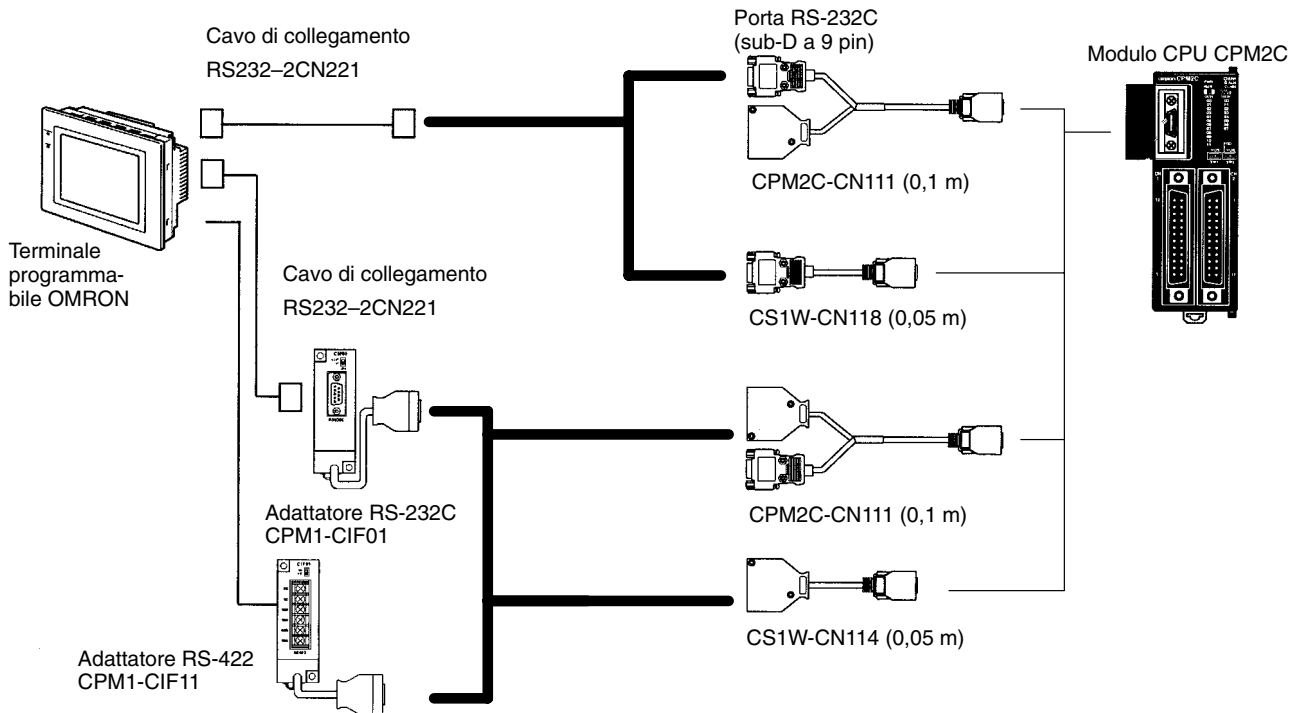 Cavo di collegamento
RS232–2CN221
Porta RS-232C
(sub-D a 9 pin)
Modulo CPU CPM2C
CPM2C-CN111 (0,1 m)
Terminale
programma-
bile OMRON
Cavo di collegamento
RS232–2CN221
CS1W-CN118 (0,05 m)
Adattatore RS-232C
CPM1-CIF01
CPM2C-CN111 (0,1 m)
CS1W-CN114 (0,05 m)
Adattatore RS-422
CPM1-CIF11